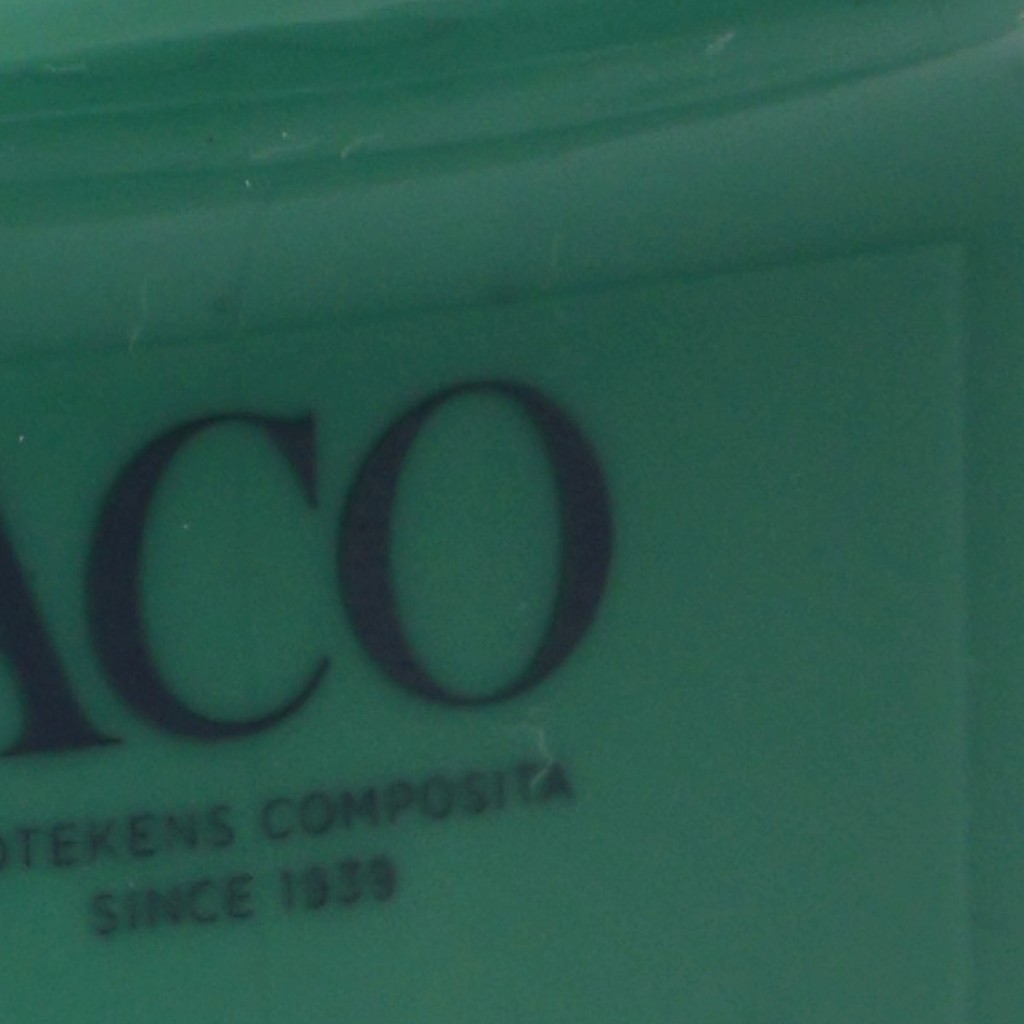 ACO
OTEKENS COMPOSITA
SINCE 1939